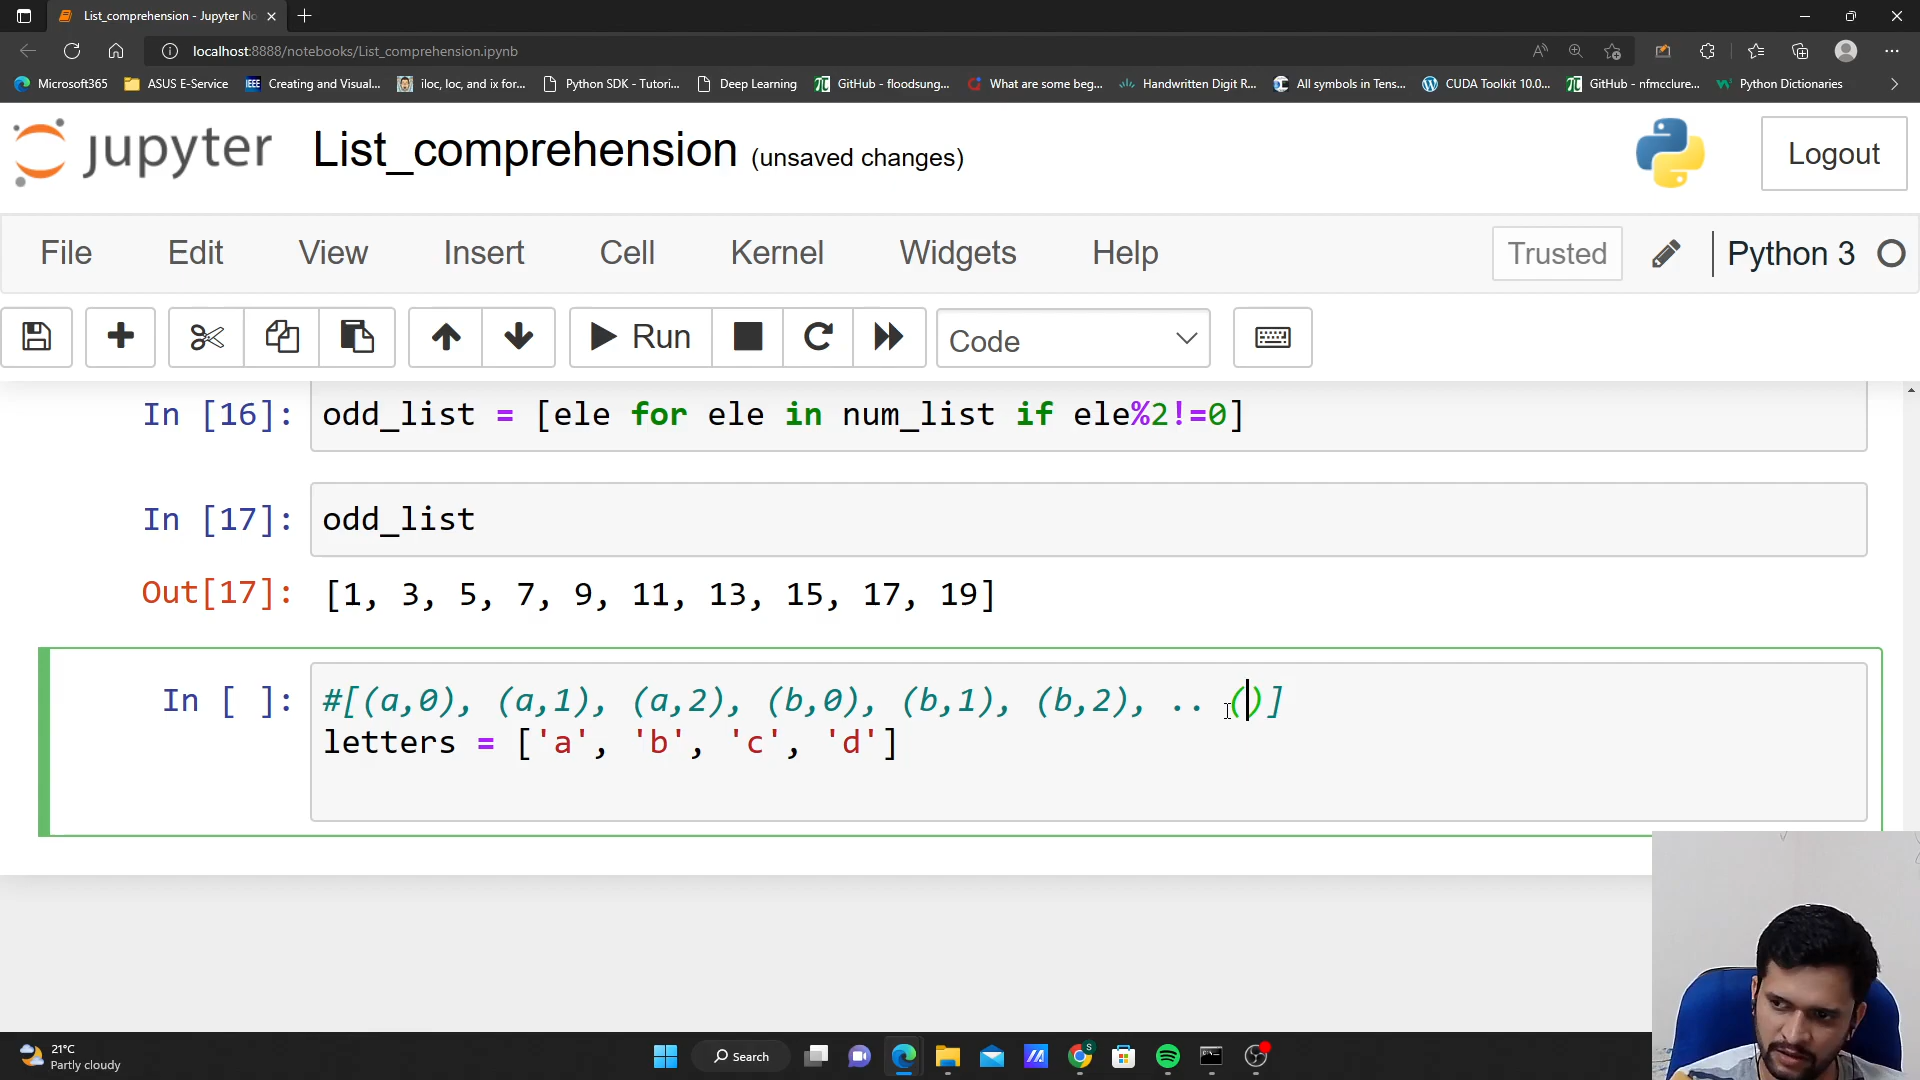 List_comprehension - Jupyter No
localhost:8888/notebooks/List_comprehension.ipynb
Microsoft365 ASUS E-Service IEEE Creating and Visual... iloc, loc, and ix for... Python SDK - Tutori... Deep Learning GitHub - floodsung... What are some beg... Handwritten Digit R... All symbols in Tens... CUDA Toolkit 10.0... GitHub - nfmcclure... Python Dictionaries
jupyter List_comprehension (unsaved changes) Logout
File Edit View Insert Cell Kernel Widgets Help Trusted Python 3
Run Code
In [16]: odd_list = [ele for ele in num_list if ele%2!=0]
In [17]: odd_list
Out[17]: [1, 3, 5, 7, 9, 11, 13, 15, 17, 19]
In [ ]: #[(a,0), (a,1), (a,2), (b,0), (b,1), (b,2), .. ()]
letters = ['a', 'b', 'c', 'd']
21°C
Partly cloudy
Search